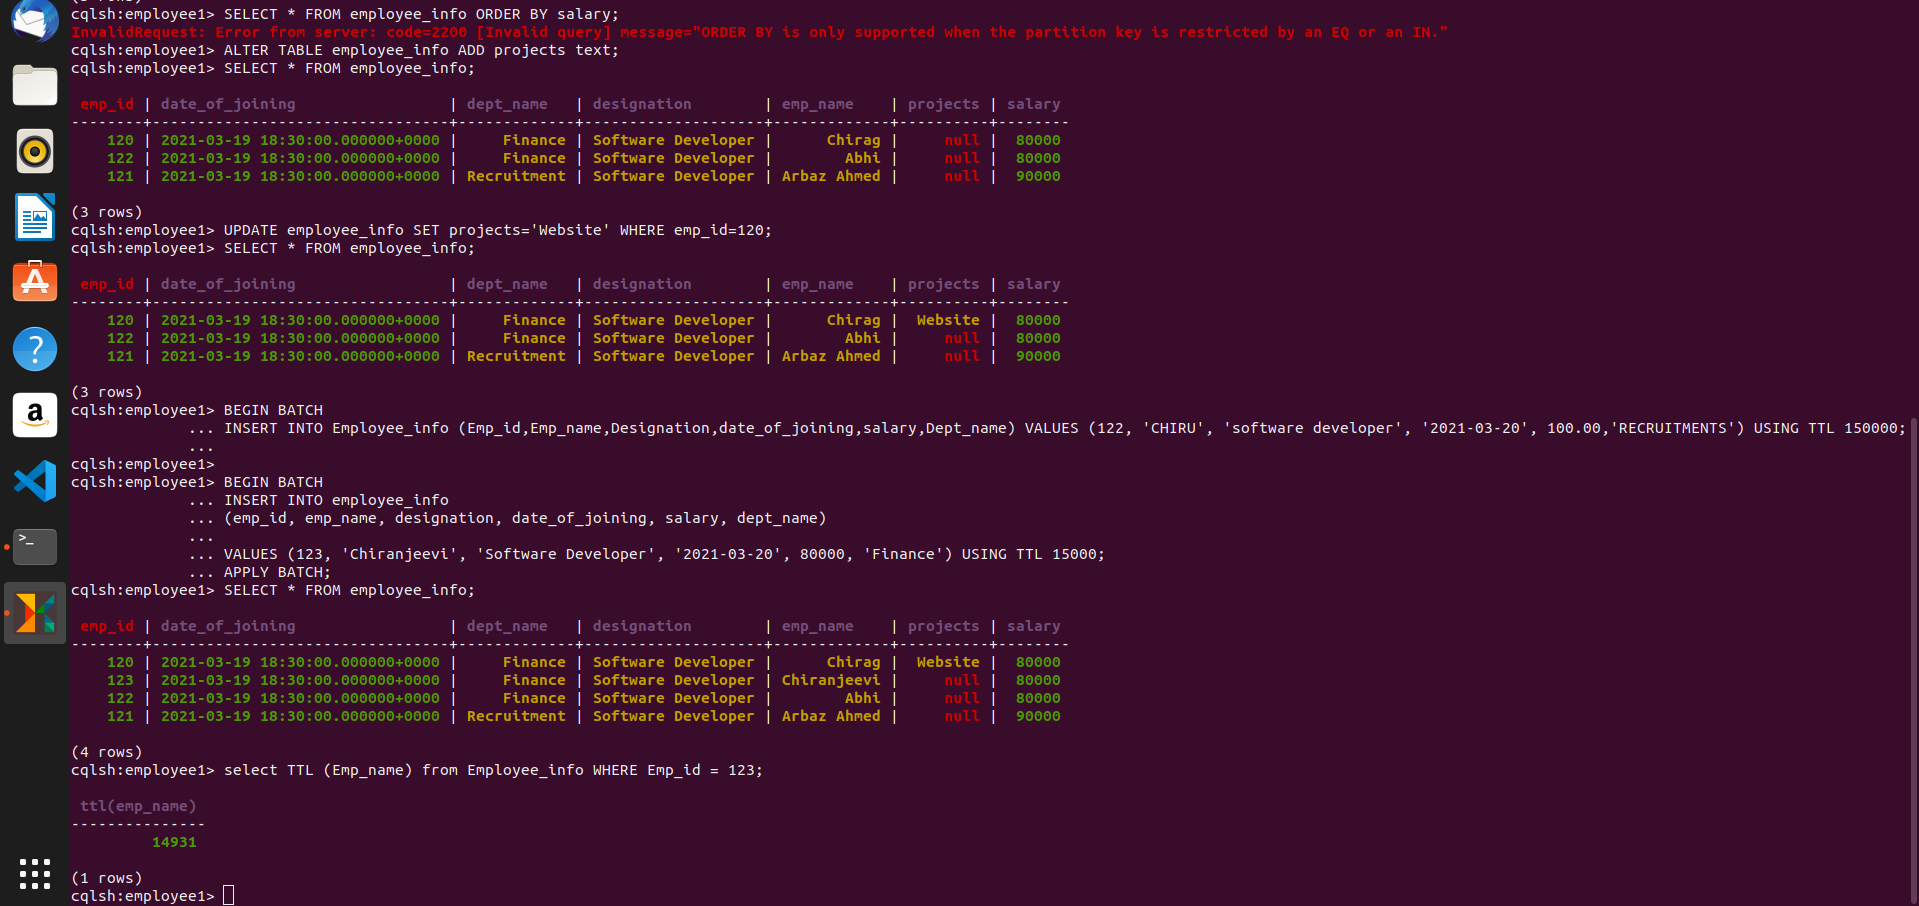 cqlsh:employee1> SELECT * FROM employee_info ORDER BY salary;
InvalidRequest: Error from server: code=2200 [Invalid query] message="ORDER BY is only supported when the partition key is restricted by an EQ or an IN."
cqlsh:employee1> ALTER TABLE employee_info ADD projects text;
cqlsh:employee1> SELECT * FROM employee_info;
emp_id | date_of_joining | dept_name | designation | emp_name | projects | salary
--------+---------------------------------+-------------+--------------------+-------------+----------+--------
120 | 2021-03-19 18:30:00.000000+0000 | Finance | Software Developer | Chirag | null | 80000
122 | 2021-03-19 18:30:00.000000+0000 | Finance | Software Developer | Abhi | null | 80000
121 | 2021-03-19 18:30:00.000000+0000 | Recruitment | Software Developer | Arbaz Ahmed | null | 90000
(3 rows)
cqlsh:employee1> UPDATE employee_info SET projects='Website' WHERE emp_id=120;
cqlsh:employee1> SELECT * FROM employee_info;
emp_id | date_of_joining | dept_name | designation | emp_name | projects | salary
--------+---------------------------------+-------------+--------------------+-------------+----------+--------
120 | 2021-03-19 18:30:00.000000+0000 | Finance | Software Developer | Chirag | Website | 80000
122 | 2021-03-19 18:30:00.000000+0000 | Finance | Software Developer | Abhi | null | 80000
121 | 2021-03-19 18:30:00.000000+0000 | Recruitment | Software Developer | Arbaz Ahmed | null | 90000
(3 rows)
cqlsh:employee1> BEGIN BATCH
... INSERT INTO Employee_info (Emp_id,Emp_name,Designation,date_of_joining,salary,Dept_name) VALUES (122, 'CHIRU', 'software developer', '2021-03-20', 100.00,'RECRUITMENTS') USING TTL 150000;
...
cqlsh:employee1>
cqlsh:employee1> BEGIN BATCH
... INSERT INTO employee_info
... (emp_id, emp_name, designation, date_of_joining, salary, dept_name)
...
... VALUES (123, 'Chiranjeevi', 'Software Developer', '2021-03-20', 80000, 'Finance') USING TTL 15000;
... APPLY BATCH;
cqlsh:employee1> SELECT * FROM employee_info;
emp_id | date_of_joining | dept_name | designation | emp_name | projects | salary
--------+---------------------------------+-------------+--------------------+-------------+----------+--------
120 | 2021-03-19 18:30:00.000000+0000 | Finance | Software Developer | Chirag | Website | 80000
123 | 2021-03-19 18:30:00.000000+0000 | Finance | Software Developer | Chiranjeevi | null | 80000
122 | 2021-03-19 18:30:00.000000+0000 | Finance | Software Developer | Abhi | null | 80000
121 | 2021-03-19 18:30:00.000000+0000 | Recruitment | Software Developer | Arbaz Ahmed | null | 90000
(4 rows)
cqlsh:employee1> select TTL (Emp_name) from Employee_info WHERE Emp_id = 123;
ttl(emp_name)
---------------
14931
(1 rows)
cqlsh:employee1>